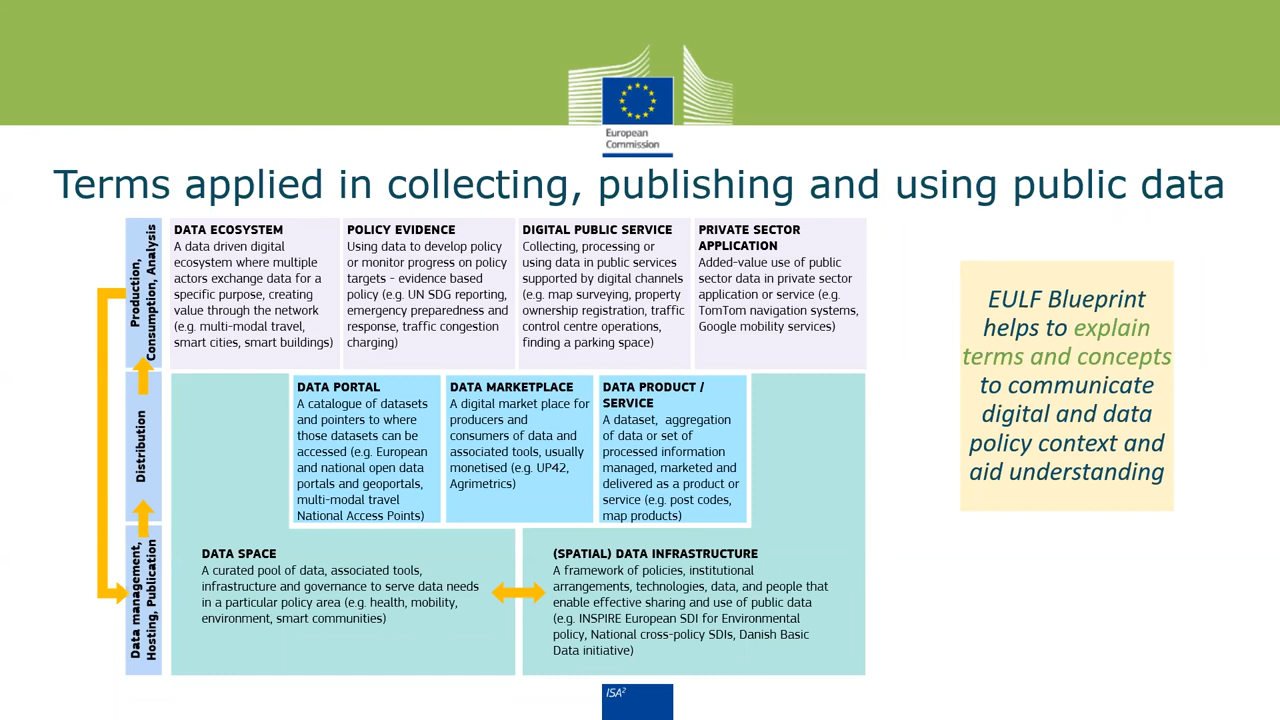 European
Commission
Terms applied in collecting, publishing and using public data
Production,
Consumption, Analysis
DATA ECOSYSTEM
A data driven digital
ecosystem where multiple
actors exchange data for a
specific purpose, creating
value through the network
(e.g. multi-modal travel,
smart cities, smart buildings)
POLICY EVIDENCE
Using data to develop policy
or monitor progress on policy
targets - evidence based
policy (e.g. UN SDG reporting,
emergency preparedness and
response, traffic congestion
charging)
DIGITAL PUBLIC SERVICE
Collecting, processing or
using data in public services
supported by digital channels
(e.g. map surveying, property
ownership registration, traffic
control centre operations,
finding a parking space)
PRIVATE SECTOR
APPLICATION
Added-value use of public
sector data in private sector
application or service (e.g.
TomTom navigation systems,
Google mobility services)
Distribution
DATA PORTAL
A catalogue of datasets
and pointers to where
those datasets can be
accessed (e.g. European
and national open data
portals and geoportals,
multi-modal travel
National Access Points)
DATA MARKETPLACE
A digital market place for
producers and
consumers of data and
associated tools, usually
monetised (e.g. UP42,
Agrimetrics)
DATA PRODUCT /
SERVICE
A dataset, aggregation
of data or set of
processed information
managed, marketed and
delivered as a product or
service (e.g. post codes,
map products)
Data management,
Hosting, Publication
DATA SPACE
A curated pool of data, associated tools,
infrastructure and governance to serve data needs
in a particular policy area (e.g. health, mobility,
environment, smart communities)
(SPATIAL) DATA INFRASTRUCTURE
A framework of policies, institutional
arrangements, technologies, data, and people that
enable effective sharing and use of public data
(e.g. INSPIRE European SDI for Environmental
policy, National cross-policy SDIs, Danish Basic
Data initiative)
EULF Blueprint
helps to explain
terms and concepts
to communicate
digital and data
policy context and
aid understanding
ISA²